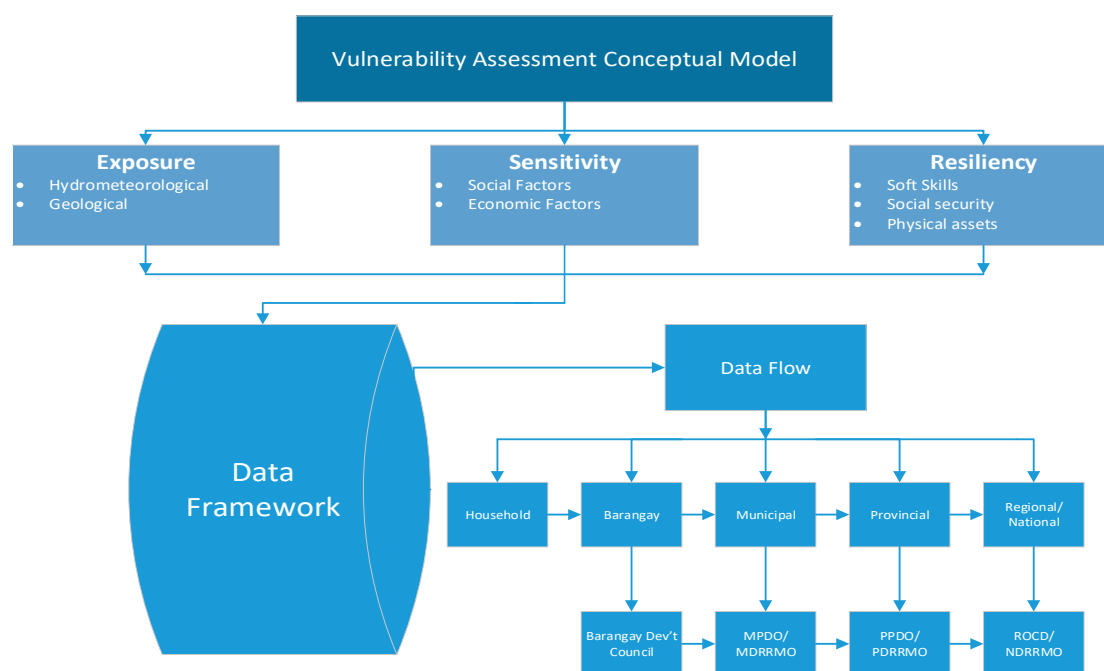 Vulnerability Assessment Conceptual Model
Exposure
• Hydrometeorological
• Geological
Sensitivity
• Social Factors
• Economic Factors
Resiliency
• Soft Skills
• Social security
• Physical assets
Data
Framework
Data Flow
Household
Barangay
Municipal
Provincial
Regional/
National
Barangay Dev't
Council
MPDO/
MDRRMO
PPDO/
PDRRMO
ROCD/
NDRRMO